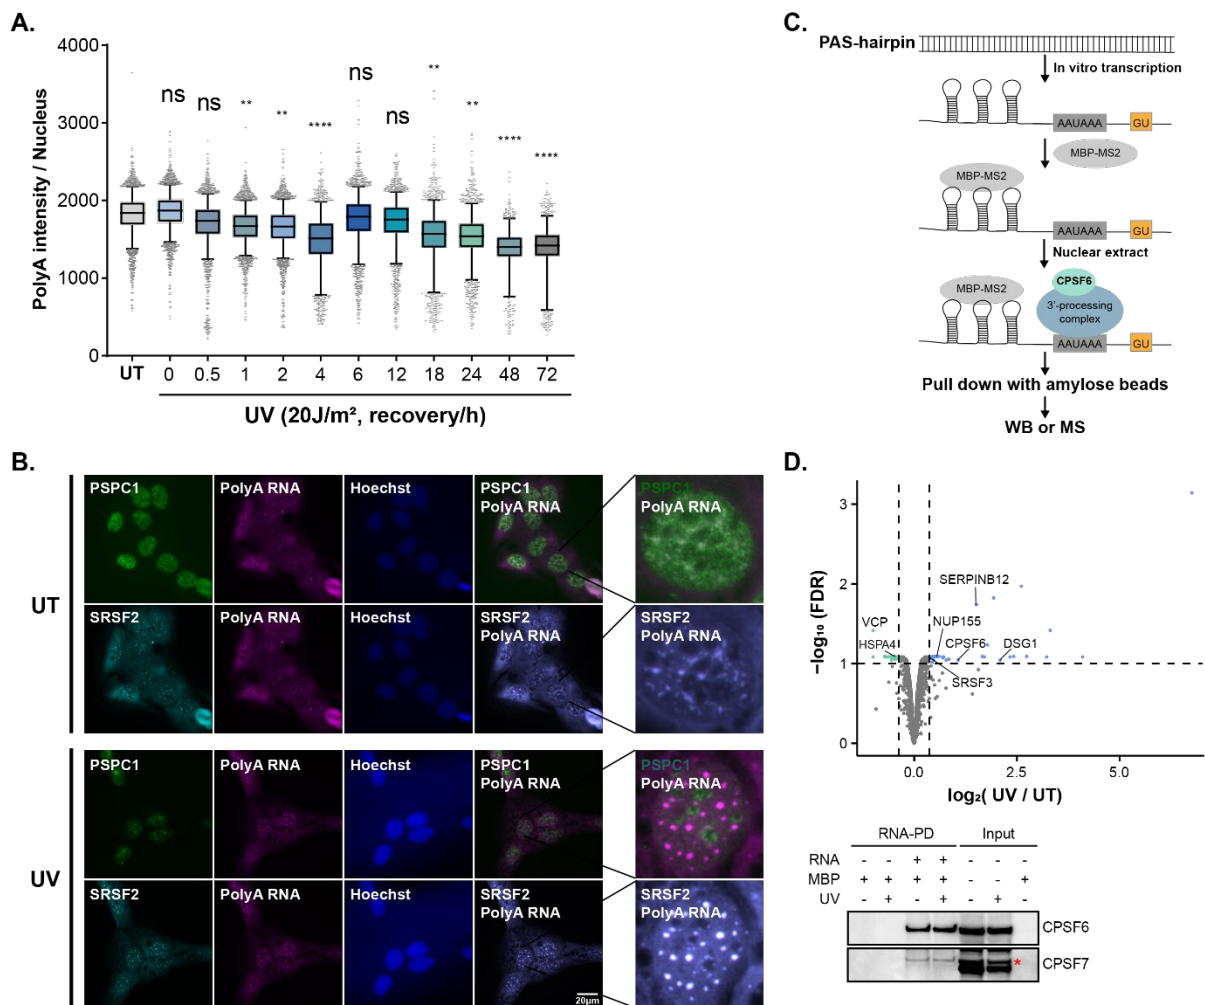 A.
PolyA intensity / Nucleus
4000
3000
2000
1000
0
ns
ns
**
**
****
ns
ns
**
**
****
****
UT
0
0.5
1
2
4
6
12
18
24
48
72
UV (20J/m², recovery/h)
B.
UT
PSPC1
PolyA RNA
Hoechst
PSPC1
PolyA RNA
PSPC1
PolyA RNA
SRSF2
PolyA RNA
Hoechst
SRSF2
PolyA RNA
SRSF2
PolyA RNA
UV
PSPC1
PolyA RNA
Hoechst
PSPC1
PolyA RNA
PSPC1
PolyA RNA
SRSF2
PolyA RNA
Hoechst
SRSF2
PolyA RNA
20µm
SRSF2
PolyA RNA
C.
PAS-hairpin
In vitro transcription
AAUAAA
GU
MBP-MS2
MBP-MS2
AAUAAA
GU
Nuclear extract
MBP-MS2
CPSF6
3'-processing
complex
AAUAAA
GU
Pull down with amylose beads
WB or MS
D.
−log₁₀ (FDR)
3
2
1
0
SERPINB12
VCP
NUP155
HSPA4
CPSF6
DSG1
SRSF3
0.0
2.5
5.0
log₂( UV / UT)
RNA-PD
Input
RNA - - + + - - -
MBP + + + + - - +
UV - + - + - + -
CPSF6
CPSF7
*